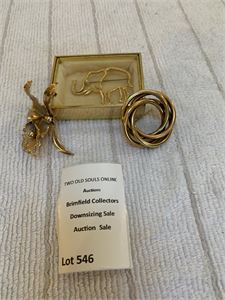 TWO OLD SOULS ONLINE
Auctions
Brimfield Collectors
Downsizing Sale
Auction Sale
Lot 546